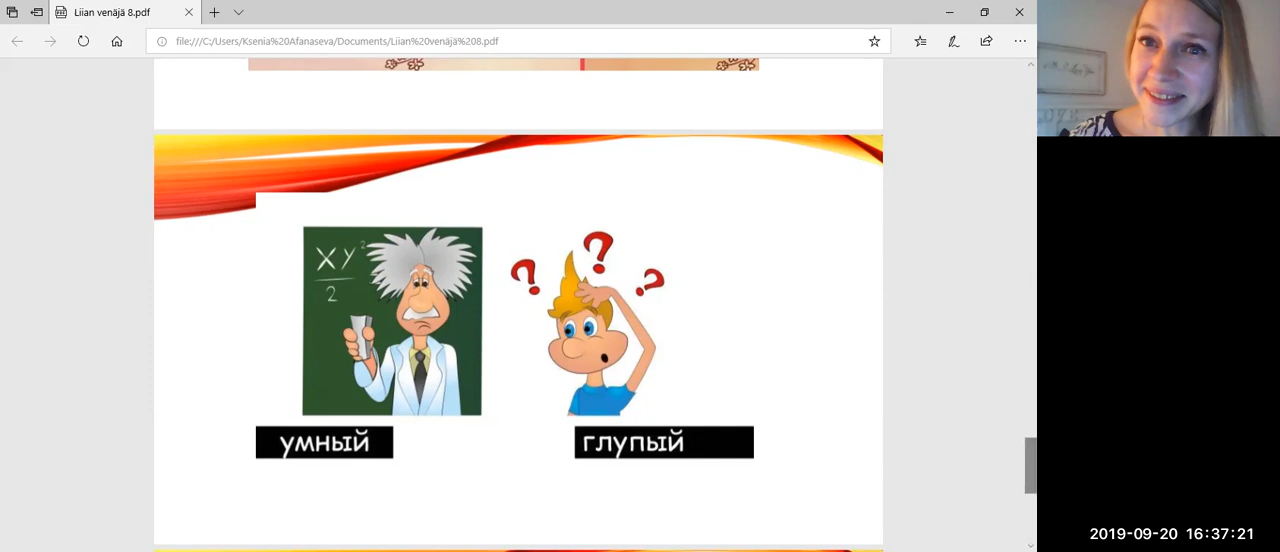 Liian venäjä 8.pdf
file:///C:/Users/Ksenia%20Afanaseva/Documents/Liian%20venäjä%208.pdf
xy²
2
? ? ?
умный
глупый
2019-09-20 16:37:21